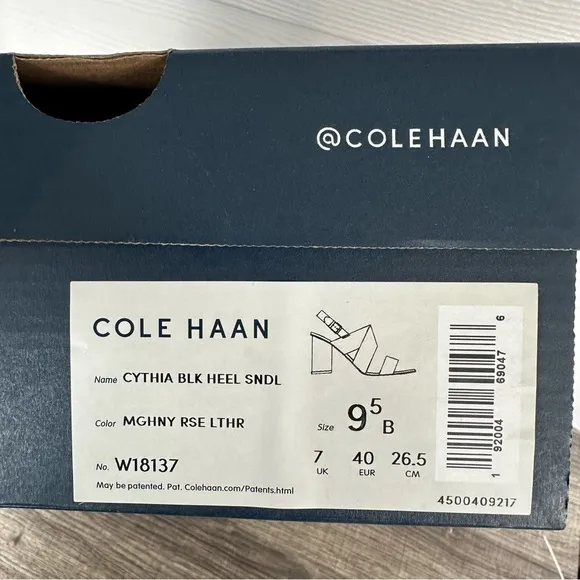 @COLEHAAN
COLE HAAN
Name CYTHIA BLK HEEL SNDL
Color MGHNY RSE LTHR
No. W18137
May be patented. Pat. Colehaan.com/Patents.html
Size 9⁵ B
7 40 26.5
UK EUR CM
1 92004 69047 6
4500409217